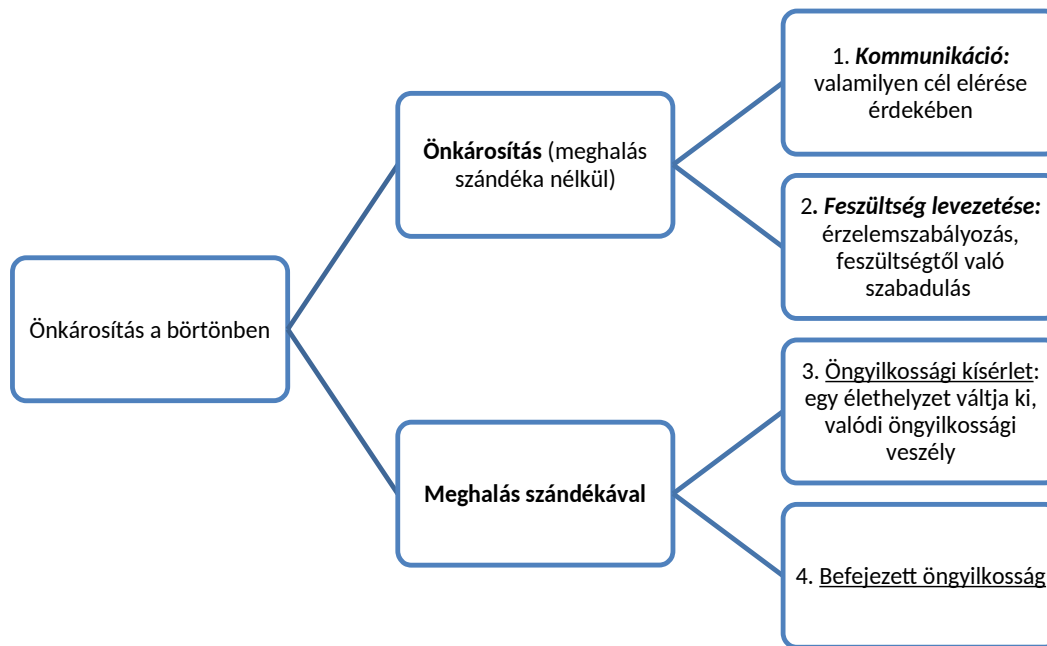 Önkárosítás a börtönben
Önkárosítás (meghalás
szándéka nélkül)
Meghalás szándékával
1. Kommunikáció:
valamilyen cél elérése
érdekében
2. Feszültség levezetése:
érzelemszabályozás,
feszültségtől való
szabadulás
3. Öngyilkossági kísérlet:
egy élethelyzet váltja ki,
valódi öngyilkossági
veszély
4. Befejezett öngyilkosság